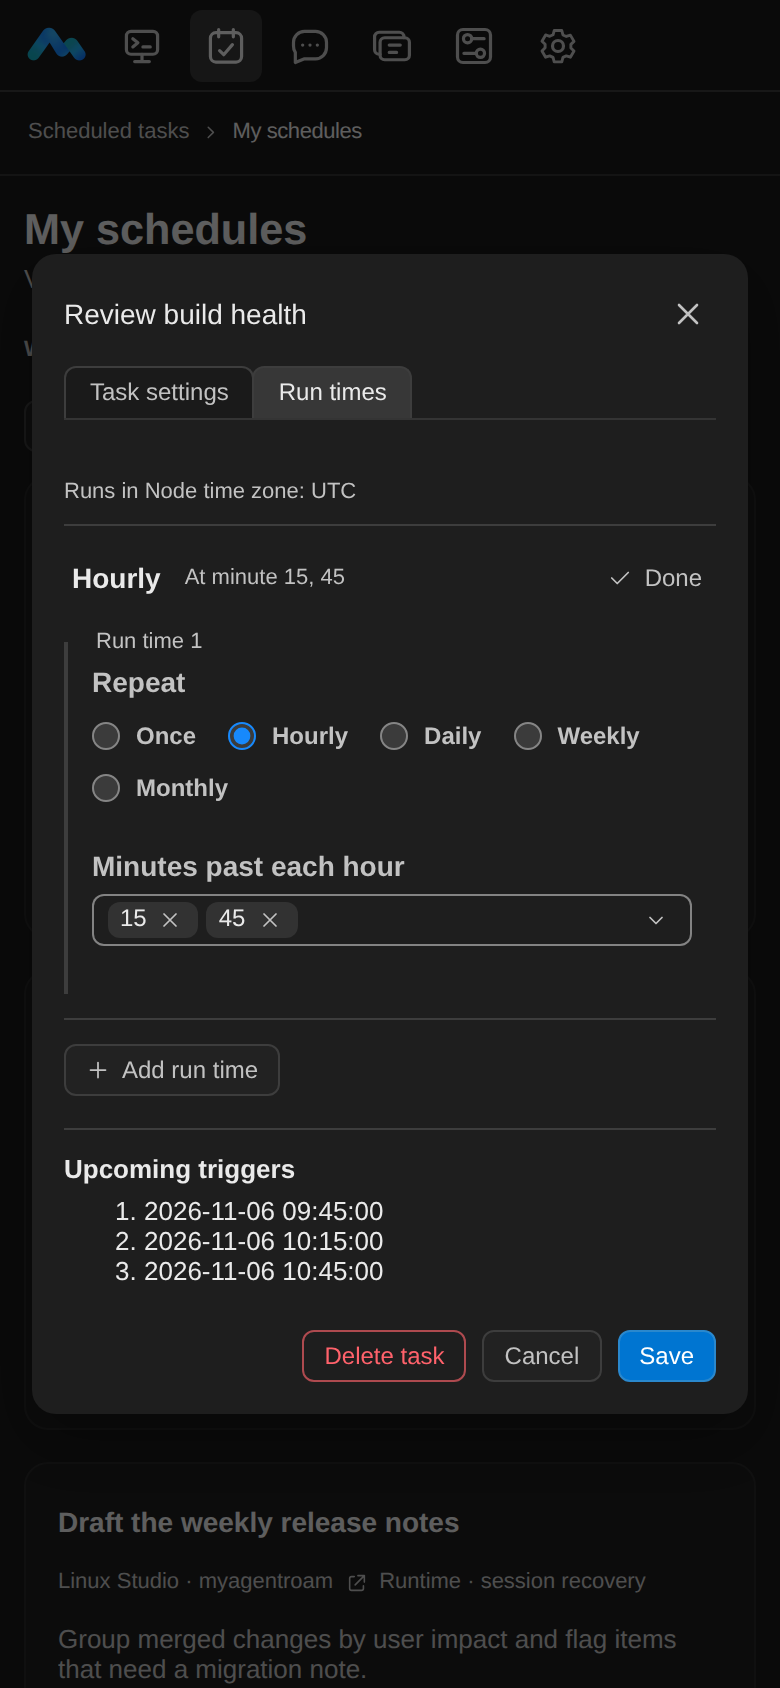 Scheduled tasks > My schedules
My schedules
Review build health
Task settings Run times
Runs in Node time zone: UTC
Hourly At minute 15, 45 Done
Run time 1
Repeat
Once Hourly Daily Weekly
Monthly
Minutes past each hour
15 45
Add run time
Upcoming triggers
1. 2026-11-06 09:45:00
2. 2026-11-06 10:15:00
3. 2026-11-06 10:45:00
Delete task Cancel Save
Draft the weekly release notes
Linux Studio · myagentroam Runtime · session recovery
Group merged changes by user impact and flag items
that need a migration note.